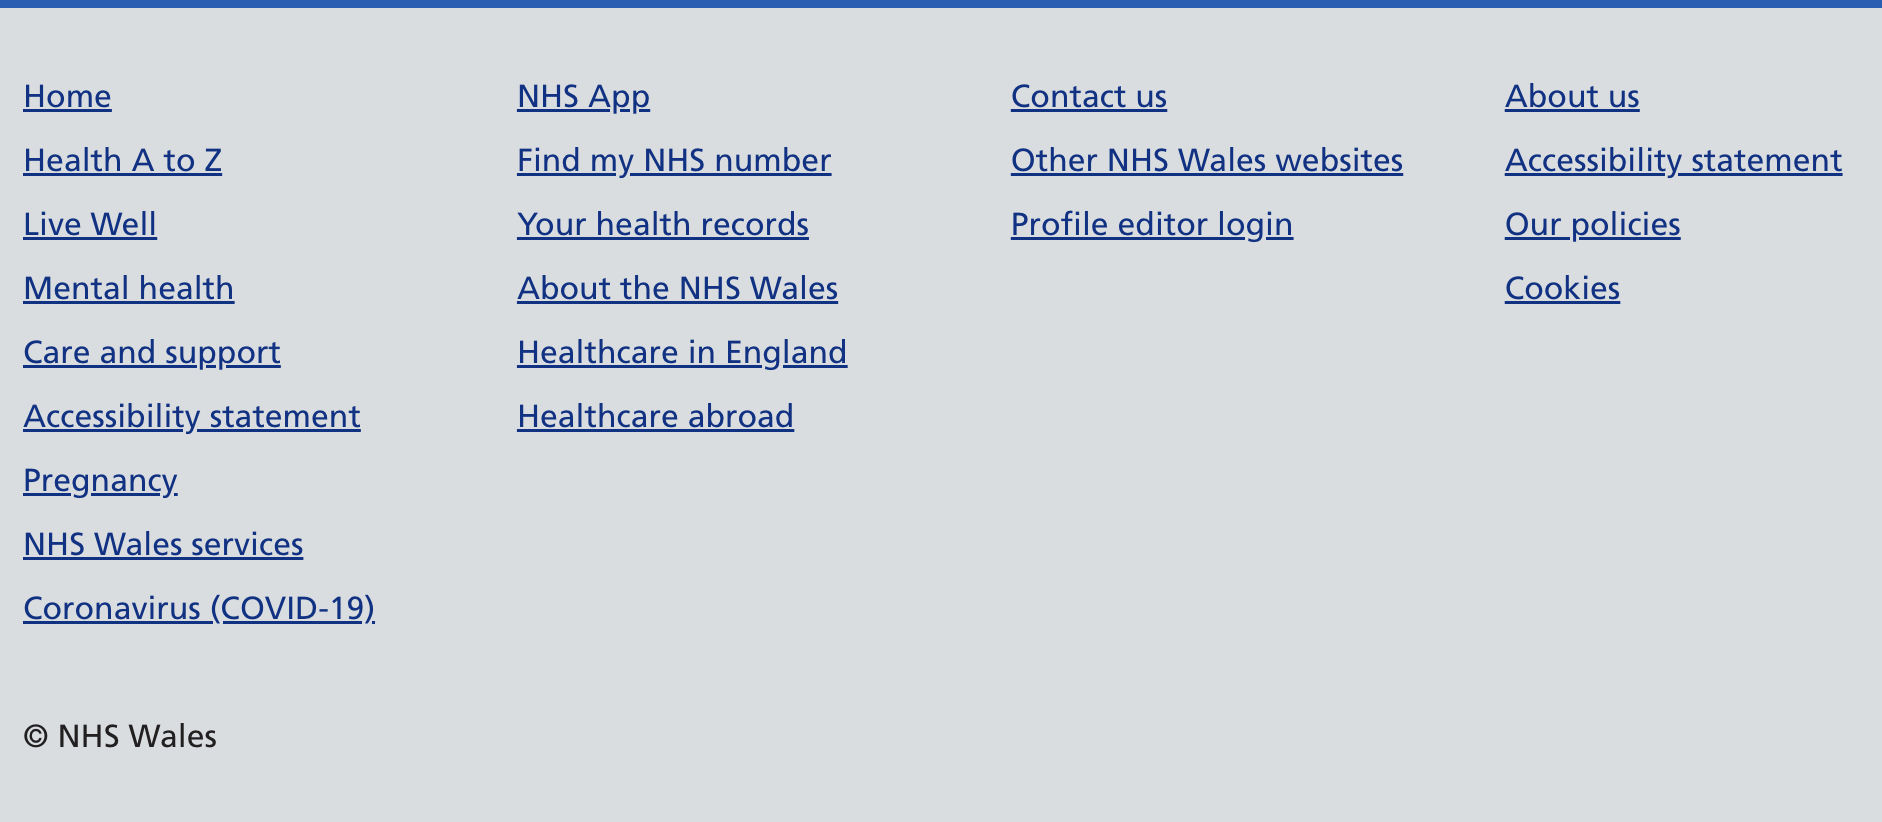 Home
Health A to Z
Live Well
Mental health
Care and support
Accessibility statement
Pregnancy
NHS Wales services
Coronavirus (COVID-19)
NHS App
Find my NHS number
Your health records
About the NHS Wales
Healthcare in England
Healthcare abroad
Contact us
Other NHS Wales websites
Profile editor login
About us
Accessibility statement
Our policies
Cookies
© NHS Wales